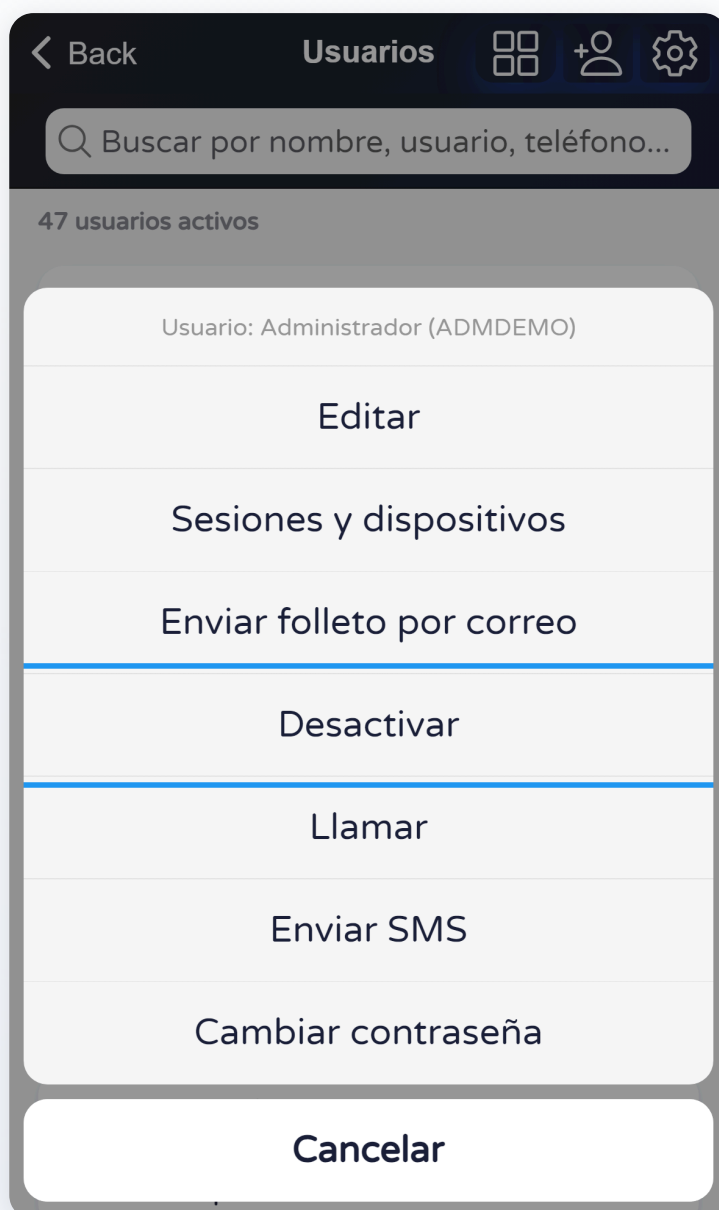 Back
Usuarios
Buscar por nombre, usuario, teléfono...
47 usuarios activos
Usuario: Administrador (ADMDEMO)
Editar
Sesiones y dispositivos
Enviar folleto por correo
Desactivar
Llamar
Enviar SMS
Cambiar contraseña
Cancelar